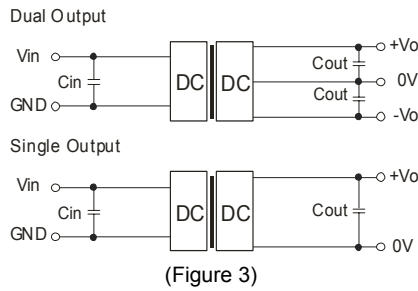 Dual Output
Vin
Cin
GND
DC DC
Cout
Cout
+Vo
0V
-Vo
Single Output
Vin
Cin
GND
DC DC
Cout
+Vo
0V
(Figure 3)